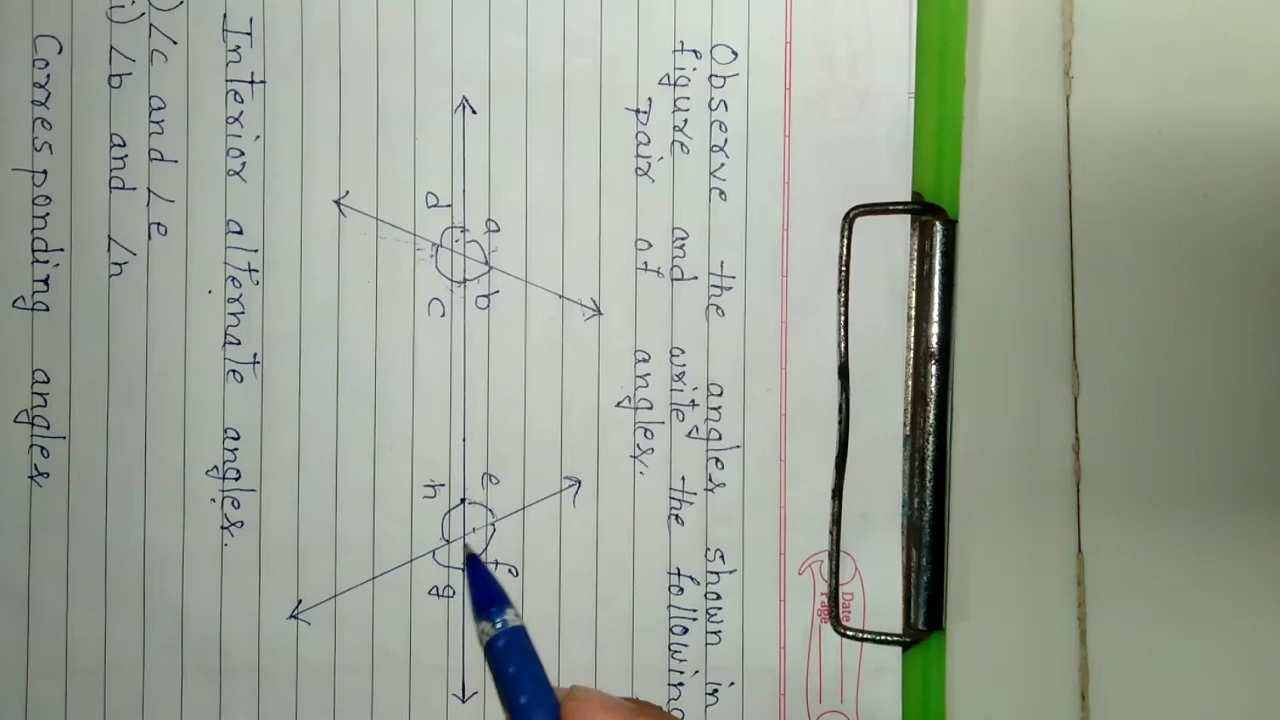 Date
Page
Observe the angles shown in
figure and write the following
pair of angles.
a
b
d
c
e
f
h
g
Interior alternate angles.
) ∠c and ∠e
i) ∠b and ∠h
Corresponding angles